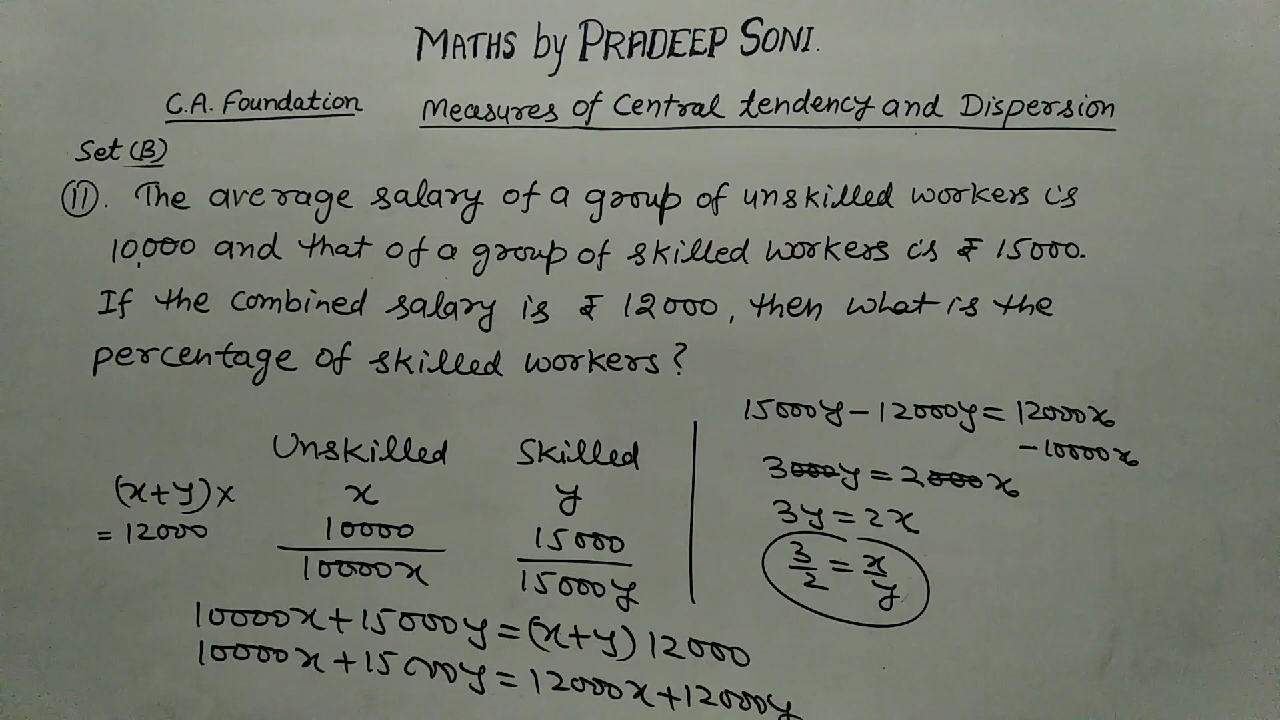 MATHS by PRADEEP SONI.
C.A. Foundation Measures of Central tendency and Dispersion
Set (B)
⑪. The average salary of a group of unskilled workers is
10,000 and that of a group of skilled workers is ₹ 15000.
If the combined salary is ₹ 12000, then what is the
percentage of skilled workers?
Unskilled Skilled
(x+y)x x y
= 12000 10000 15000
10000x 15000y
10000x+15000y=(x+y)12000
10000x+15000y=12000x+12000y
15000y-12000y=12000x
-10000x
3000y=2000x
3y=2x
3/2=x/y